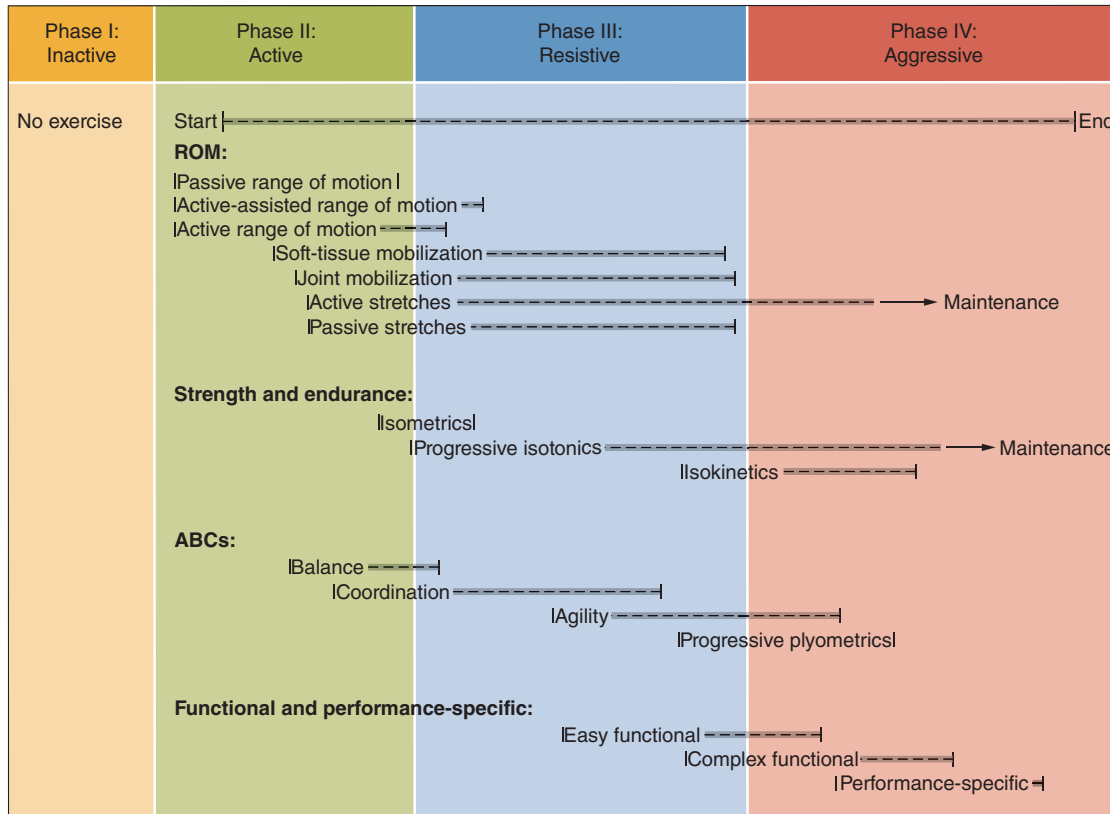 Phase I:
Inactive
Phase II:
Active
Phase III:
Resistive
Phase IV:
Aggressive
No exercise
Start
End
ROM:
Passive range of motion
Active-assisted range of motion
Active range of motion
Soft-tissue mobilization
Joint mobilization
Active stretches
Maintenance
Passive stretches
Strength and endurance:
Isometrics
Progressive isotonics
Maintenance
Isokinetics
ABCs:
Balance
Coordination
Agility
Progressive plyometrics
Functional and performance-specific:
Easy functional
Complex functional
Performance-specific